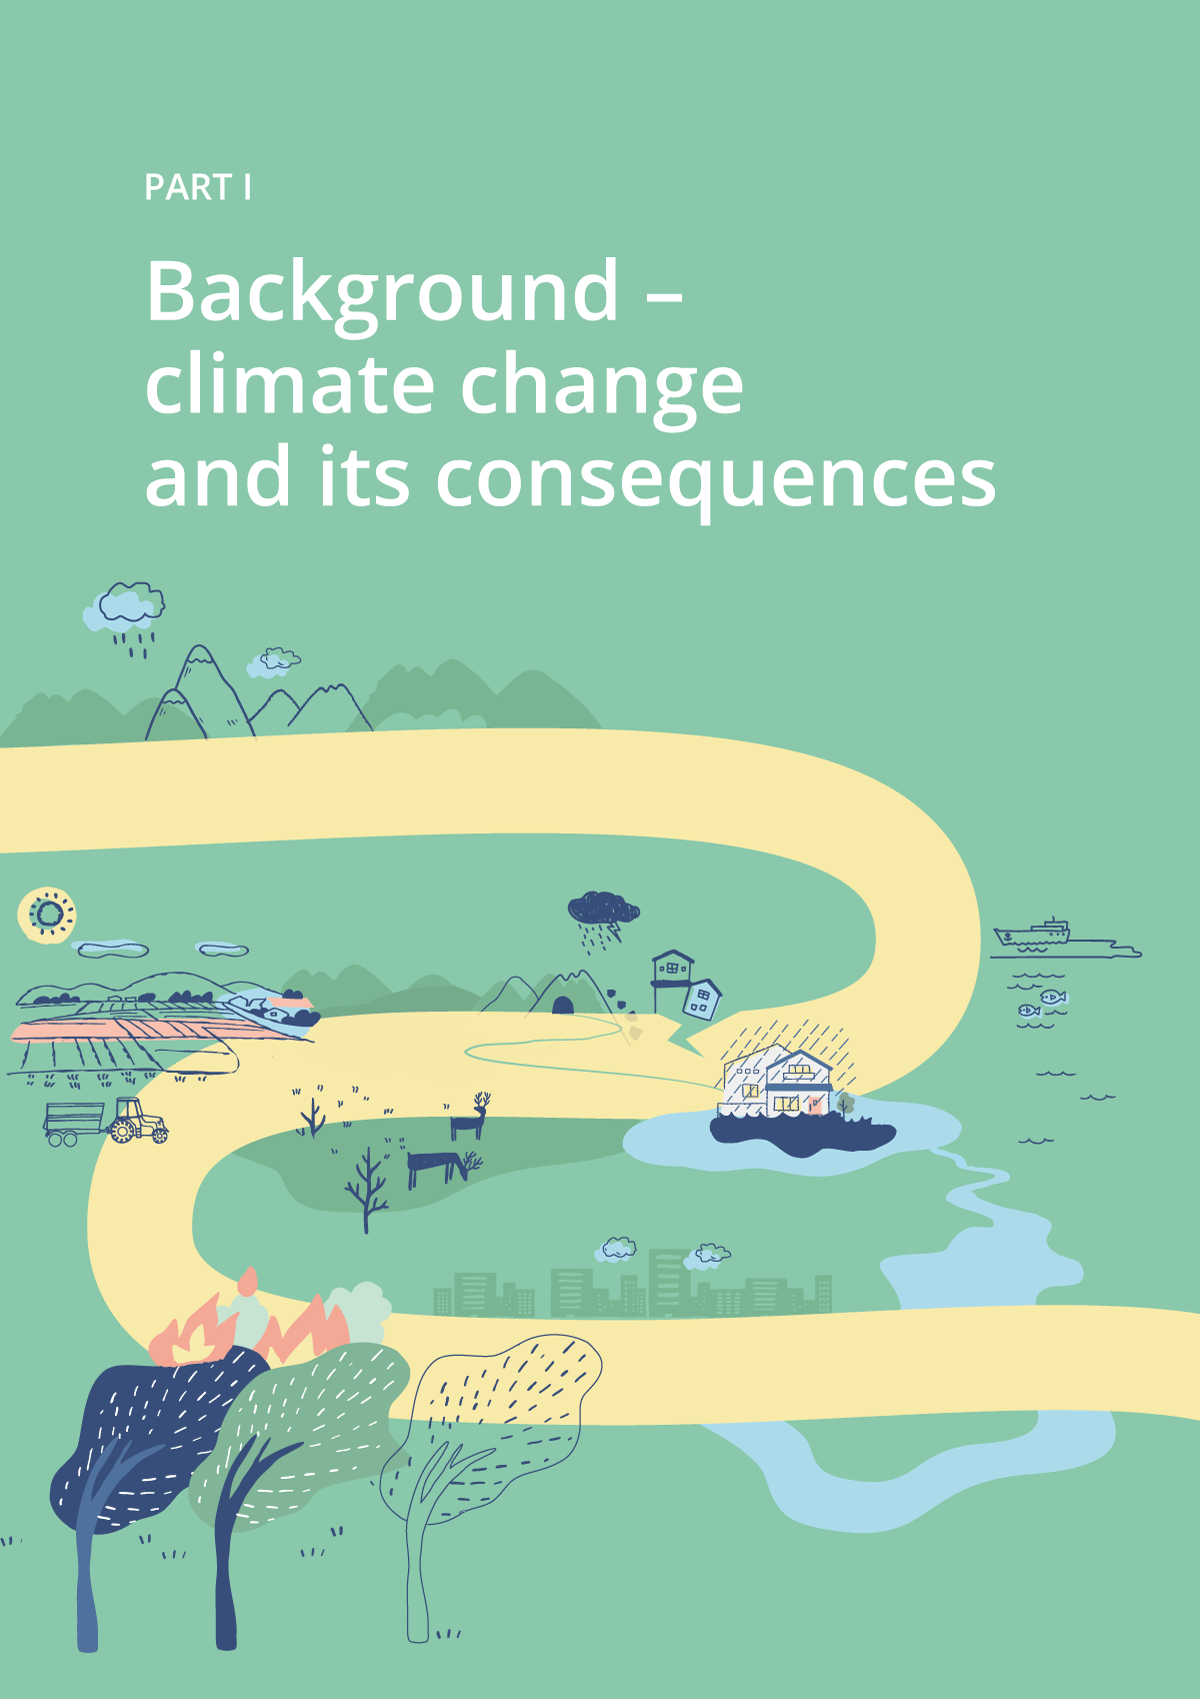 PART I
Background –
climate change
and its consequences